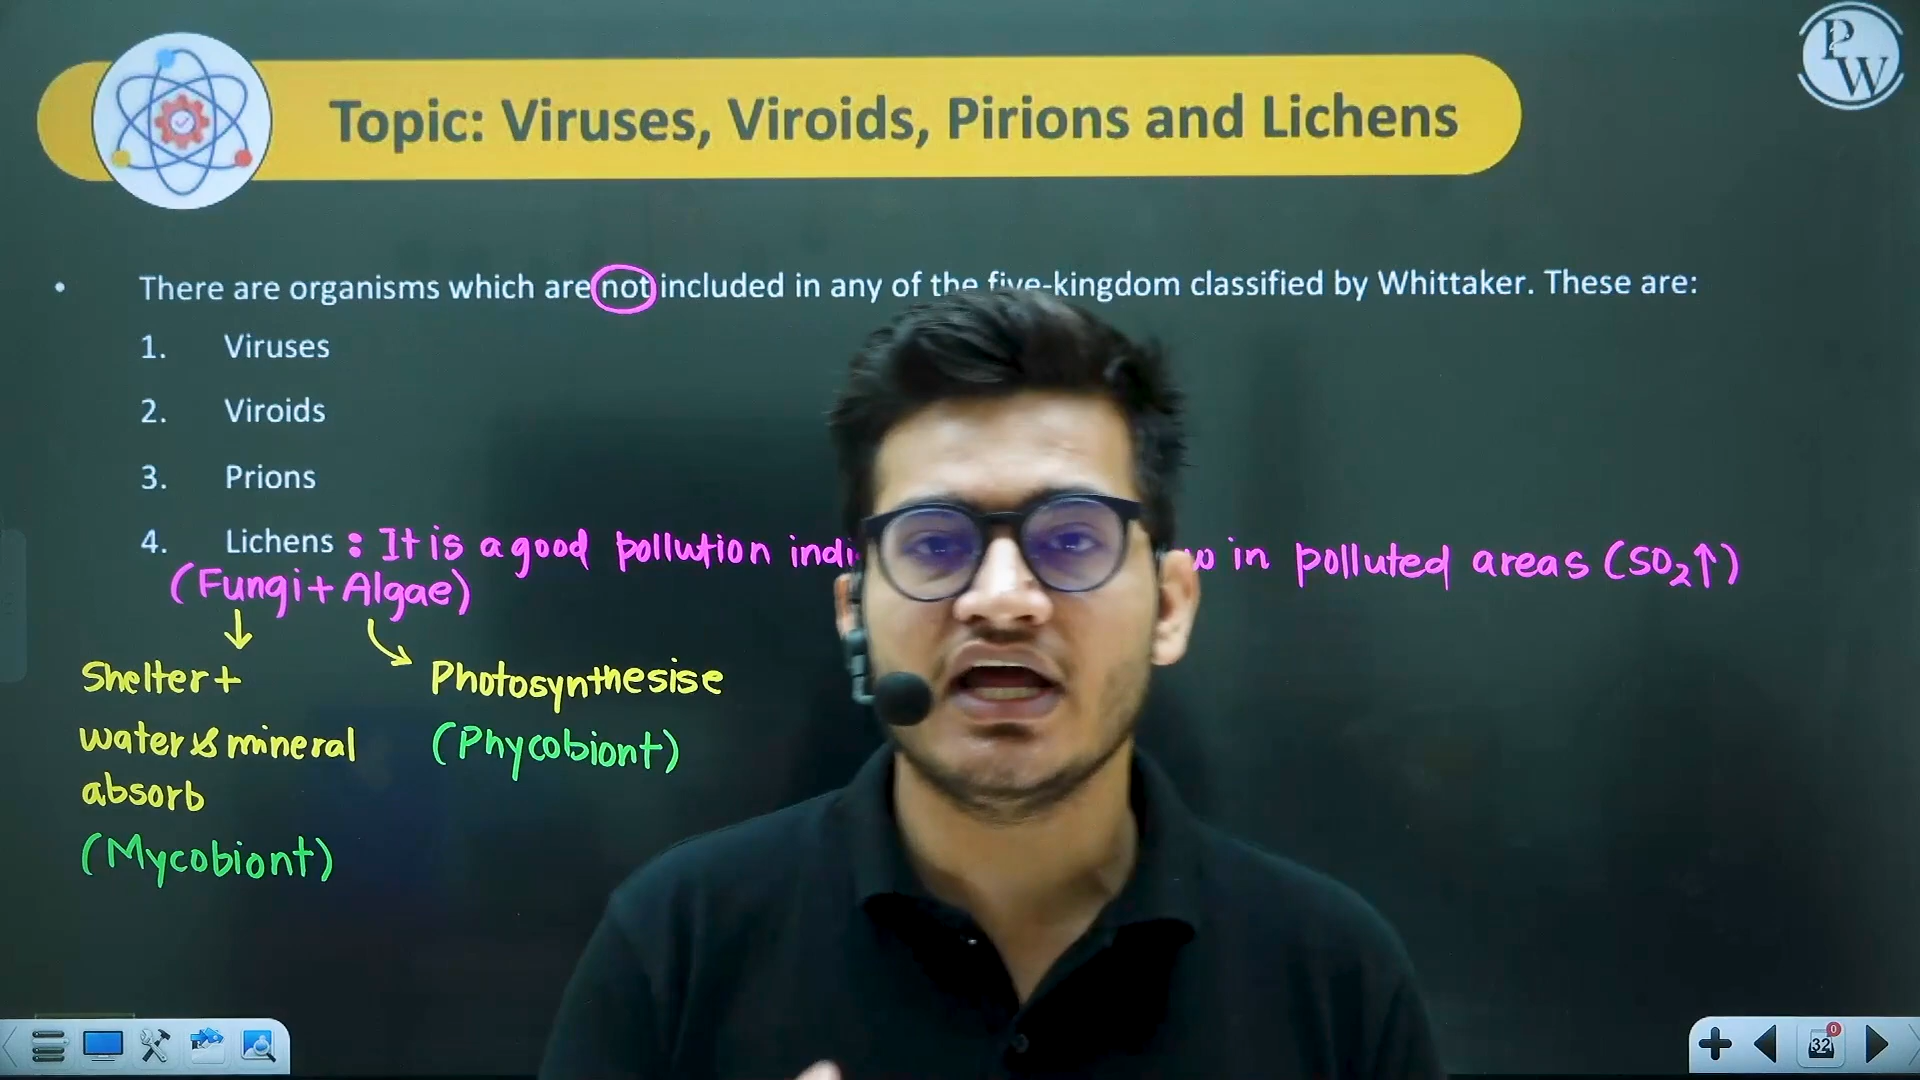 PW
Topic: Viruses, Viroids, Pirions and Lichens
• There are organisms which are not included in any of the five-kingdom classified by Whittaker. These are:
1. Viruses
2. Viroids
3. Prions
4. Lichens : It is a good pollution in polluted areas (SO₂↑)
(Fungi + Algae)
Shelter + Photosynthesise
water & mineral (Phycobiont)
absorb
(Mycobiont)
0
32